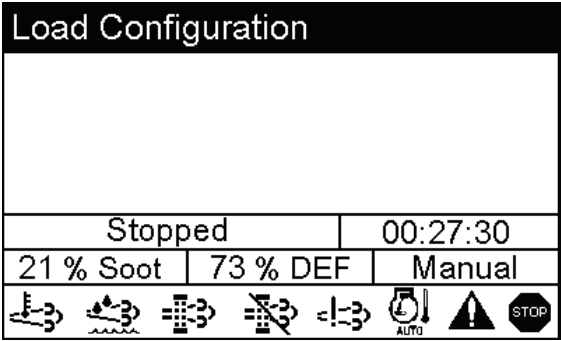 Load Configuration
Stopped 00:27:30
21 % Soot 73 % DEF Manual
AUTO STOP